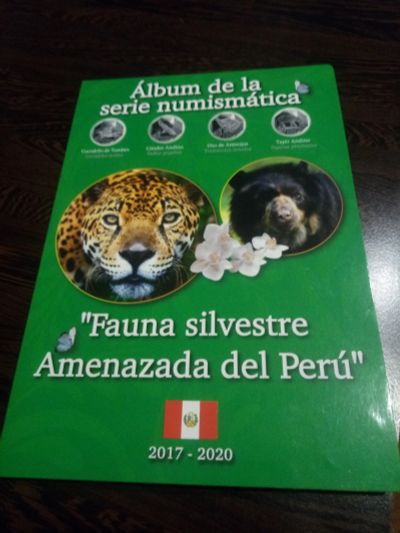 Álbum de la
serie numismática
Cocodrilo de Tumbes
Cóndor Andino
Oso de Anteojos
Tapir Andino
"Fauna silvestre
Amenazada del Perú"
2017 - 2020